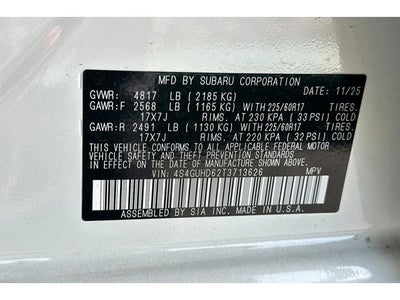 MFD BY SUBARU CORPORATION
GVWR: 4817 LB (2185 KG) DATE: 11/25
GAWR:F 2568 LB (1165 KG) WITH 225/60R17 TIRES.
17X7J RIMS. AT 230 KPA ( 33 PSI) COLD
GAWR:R 2491 LB (1130 KG) WITH 225/60R17 TIRES.
17X7J RIMS. AT 220 KPA ( 32 PSI) COLD
THIS VEHICLE CONFORMS TO ALL APPLICABLE FEDERAL MOTOR
VEHICLE SAFETY AND THEFT PREVENTION STANDARDS
IN EFFECT ON THE DATE OF MANUFACTURE SHOWN ABOVE.
VIN: 4S4GUHD62T3713626 MPV
ASSEMBLED BY SIA INC. MADE IN U.S.A.